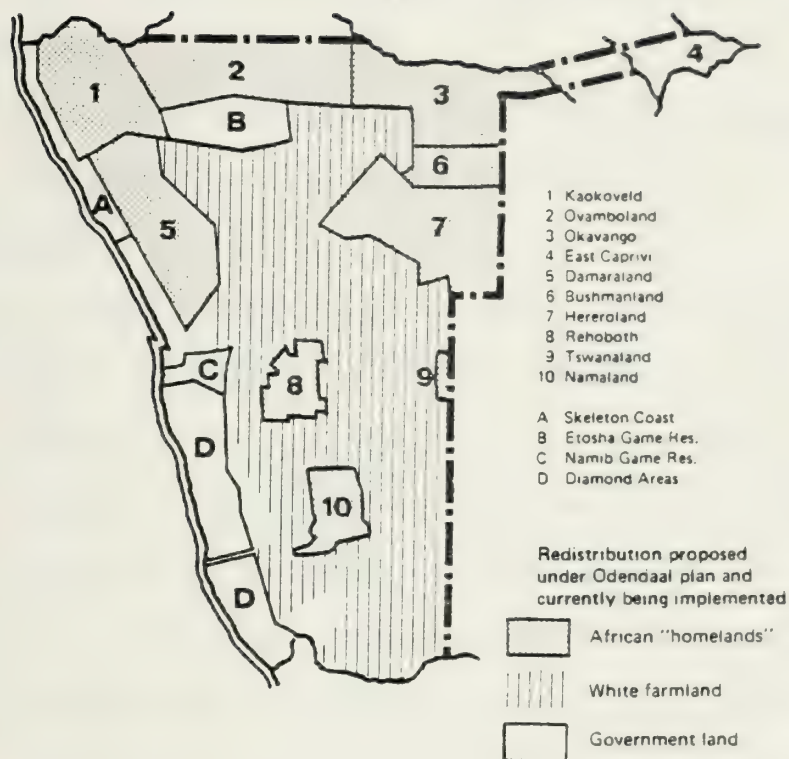 1
2
3
4
B
6
A
5
7
C
8
9
D
10
D
1 Kaokoveld
2 Ovamboland
3 Okavango
4 East Caprivi
5 Damaraland
6 Bushmanland
7 Hereroland
8 Rehoboth
9 Tswanaland
10 Namaland
A Skeleton Coast
B Etosha Game Res.
C Namib Game Res.
D Diamond Areas
Redistribution proposed
under Odendaal plan and
currently being implemented
African "homelands"
White farmland
Government land